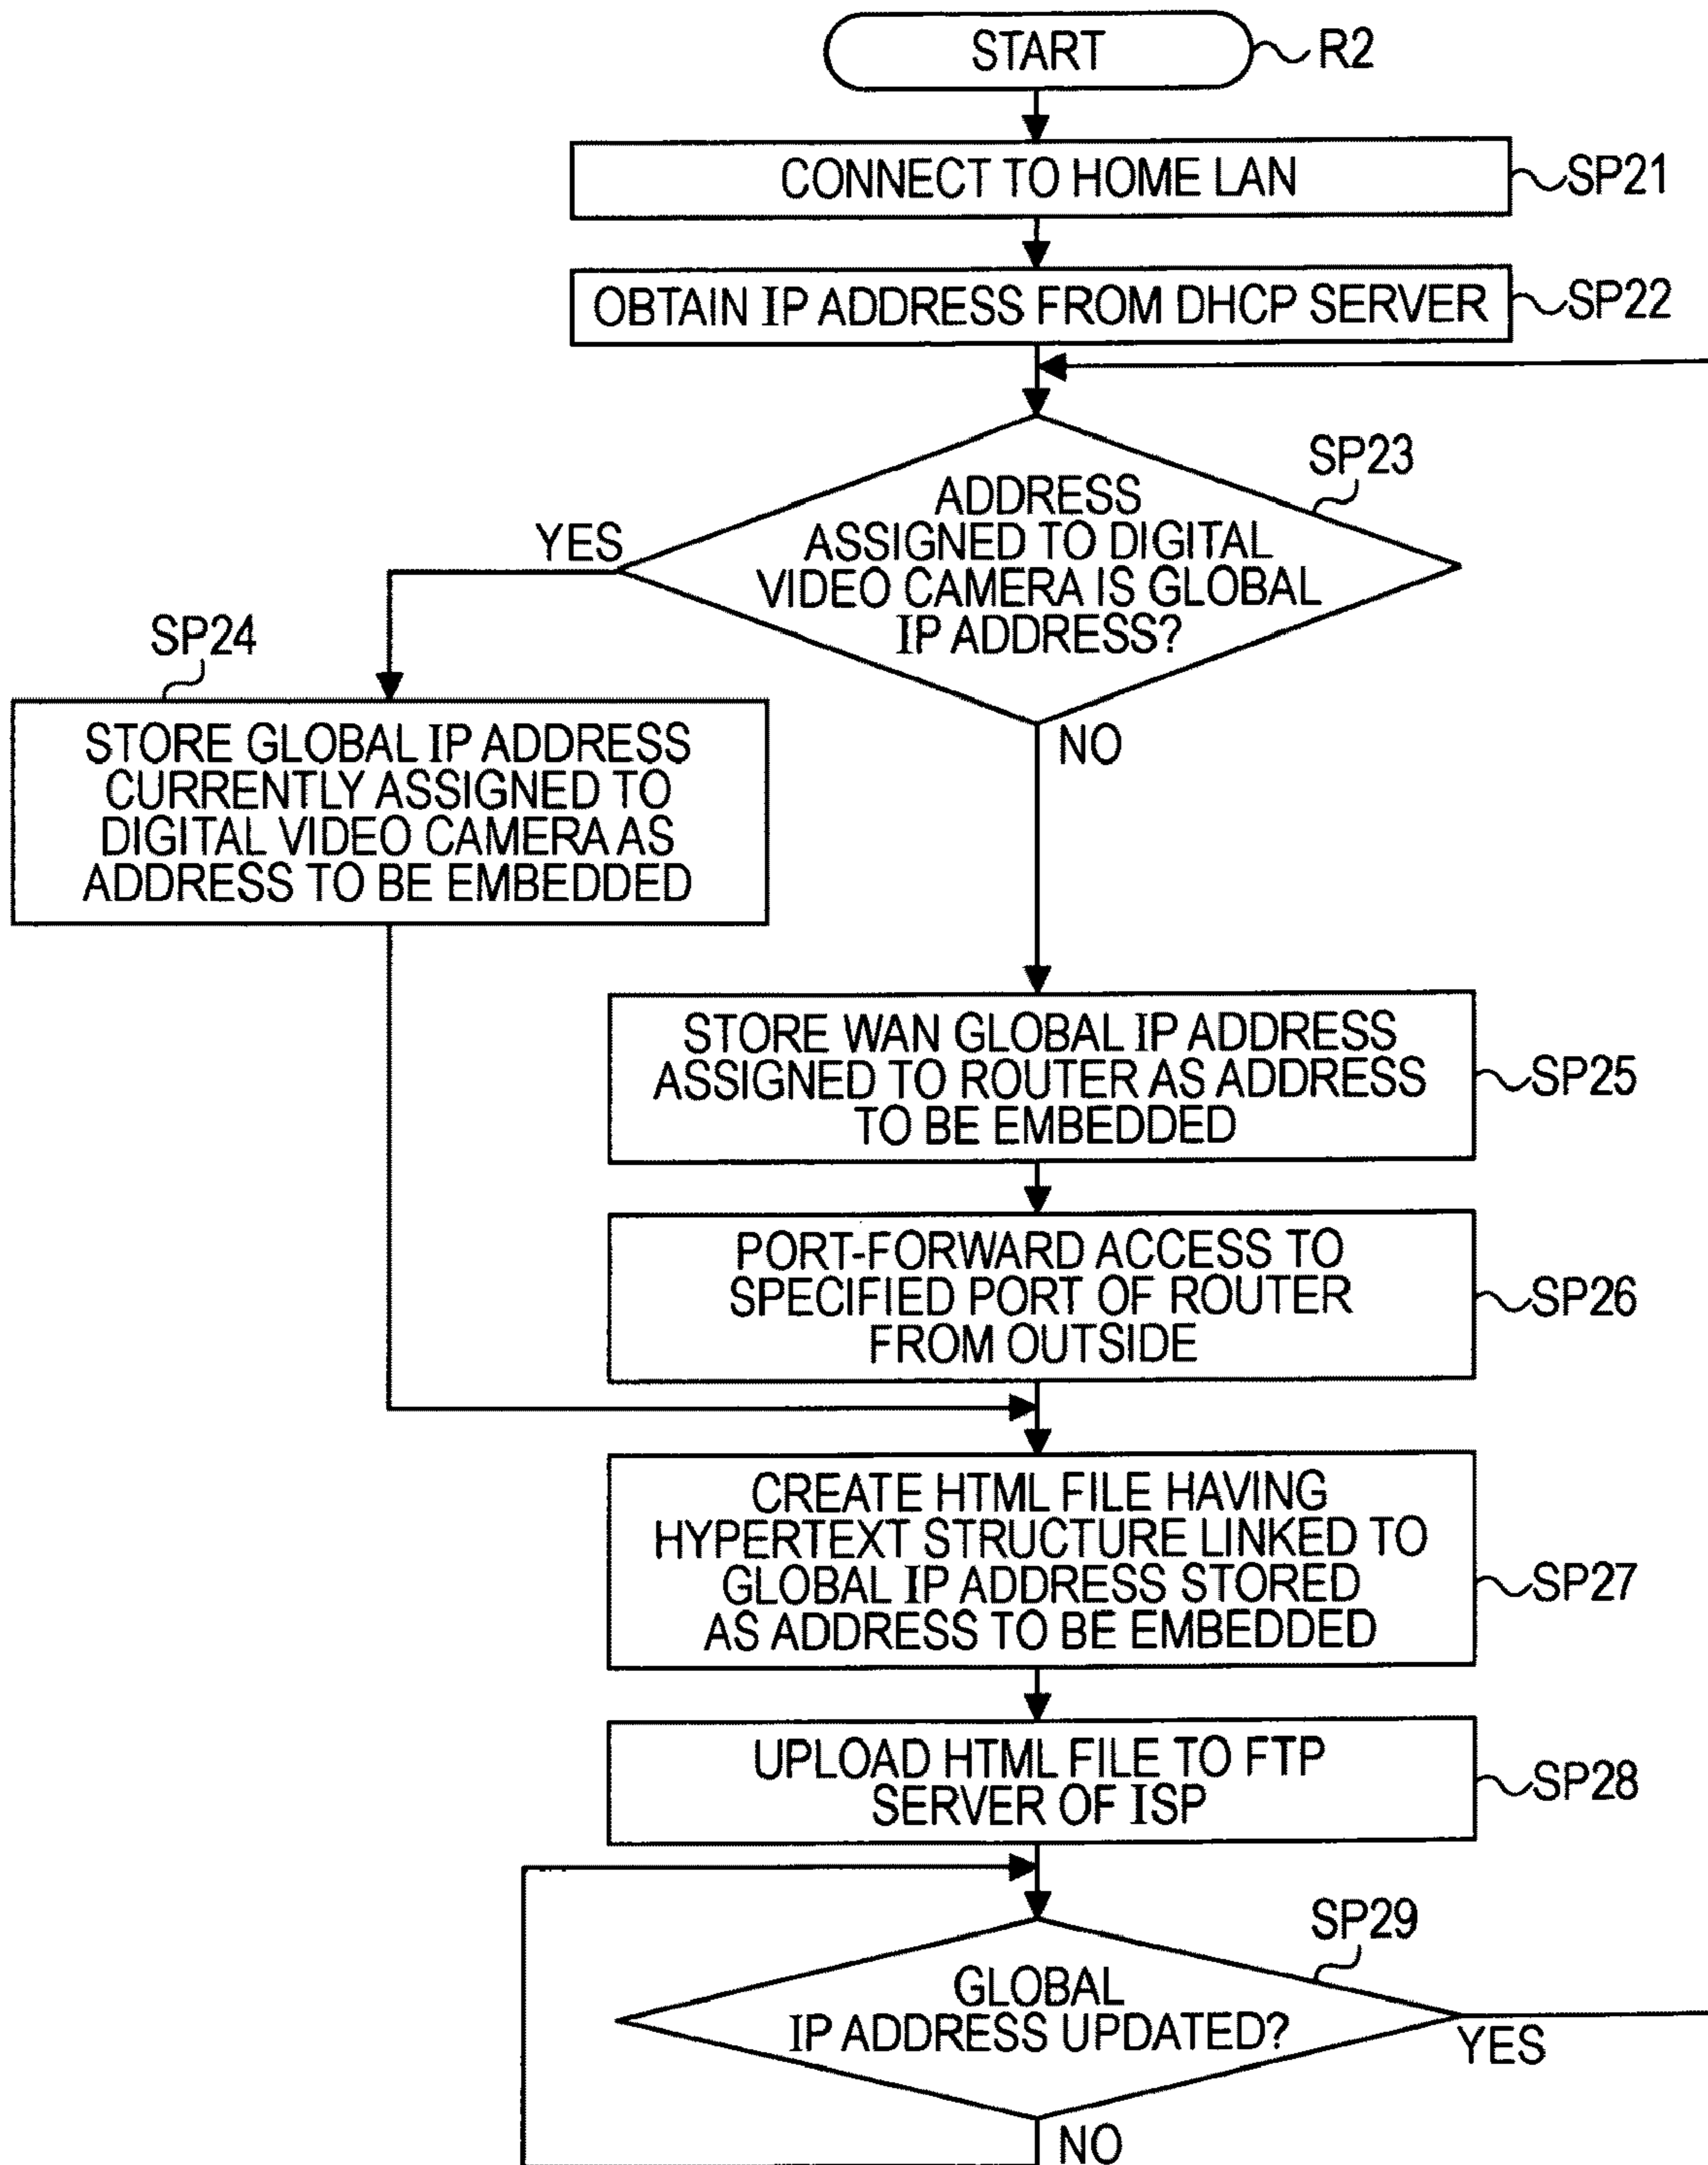 START
R2
CONNECT TO HOME LAN
SP21
OBTAIN IP ADDRESS FROM DHCP SERVER
SP22
SP23
ADDRESS
ASSIGNED TO DIGITAL
VIDEO CAMERA IS GLOBAL
IP ADDRESS?
YES
NO
SP24
STORE GLOBAL IP ADDRESS
CURRENTLY ASSIGNED TO
DIGITAL VIDEO CAMERA AS
ADDRESS TO BE EMBEDDED
STORE WAN GLOBAL IP ADDRESS
ASSIGNED TO ROUTER AS ADDRESS
TO BE EMBEDDED
SP25
PORT-FORWARD ACCESS TO
SPECIFIED PORT OF ROUTER
FROM OUTSIDE
SP26
CREATE HTML FILE HAVING
HYPERTEXT STRUCTURE LINKED TO
GLOBAL IP ADDRESS STORED
AS ADDRESS TO BE EMBEDDED
SP27
UPLOAD HTML FILE TO FTP
SERVER OF ISP
SP28
SP29
GLOBAL
IP ADDRESS UPDATED?
YES
NO